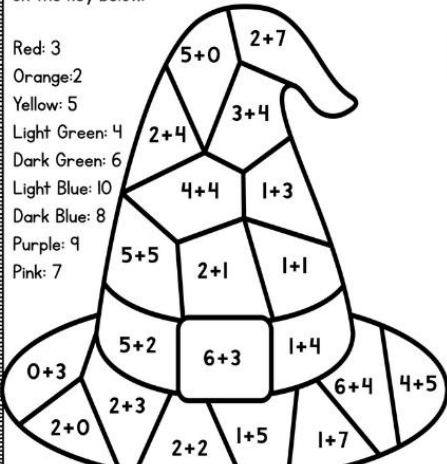 on the key below.
Red: 3
Orange:2
Yellow: 5
Light Green: 4
Dark Green: 6
Light Blue: 10
Dark Blue: 8
Purple: 9
Pink: 7
5+0
2+7
2+4
3+4
4+4
1+3
5+5
2+1
1+1
5+2
6+3
1+4
0+3
6+4
4+5
2+3
2+0
2+2
1+5
1+7